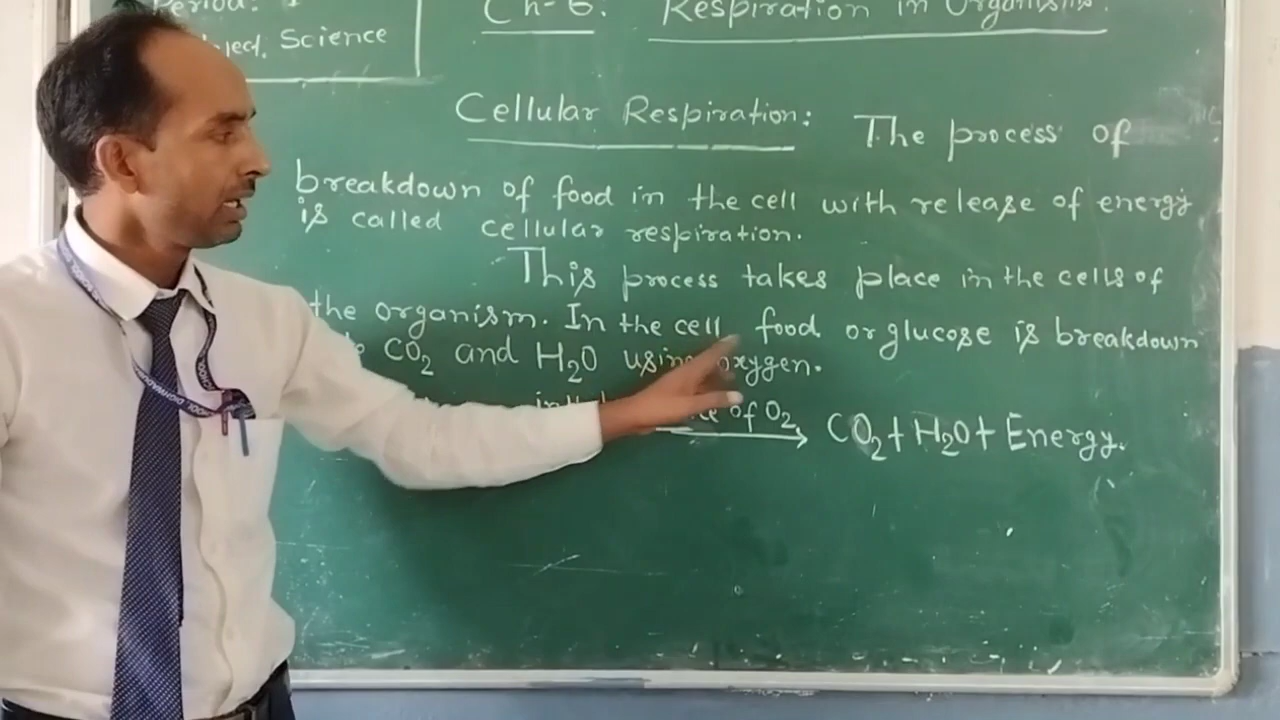 Period:
Ch-6. Respiration in Organisms.
Science
Cellular Respiration: The process of
breakdown of food in the cell with release of energy
is called cellular respiration.
This process takes place in the cells of
the organism. In the cell food or glucose is breakdown
CO2 and H2O using oxygen.
of O2
CO2 + H2O + Energy.